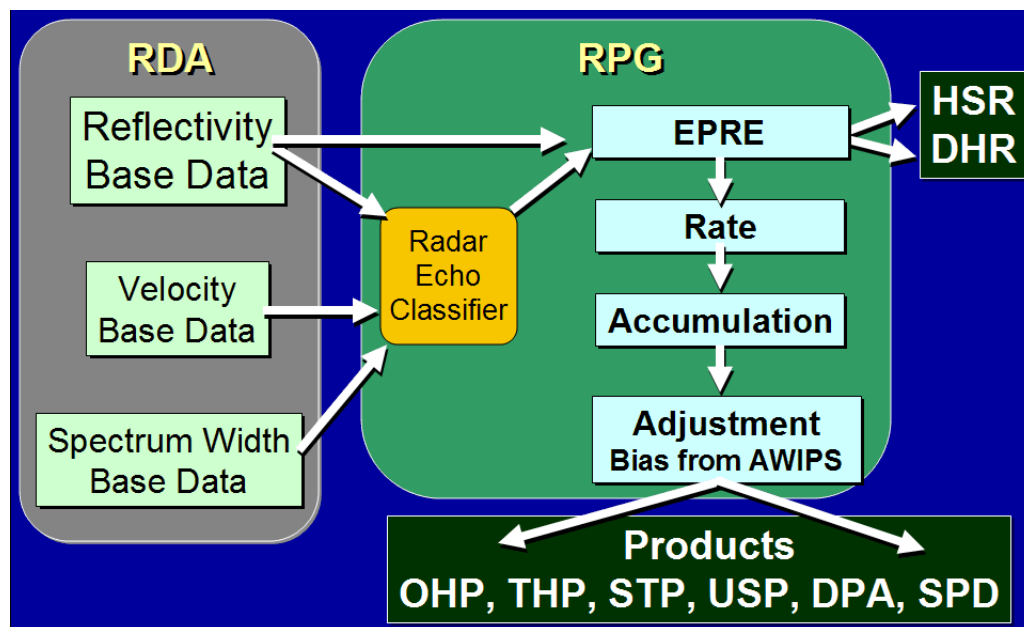 RDA
Reflectivity
Base Data
Velocity
Base Data
Spectrum Width
Base Data
RPG
Radar
Echo
Classifier
EPRE
Rate
Accumulation
Adjustment
Bias from AWIPS
HSR
DHR
Products
OHP, THP, STP, USP, DPA, SPD